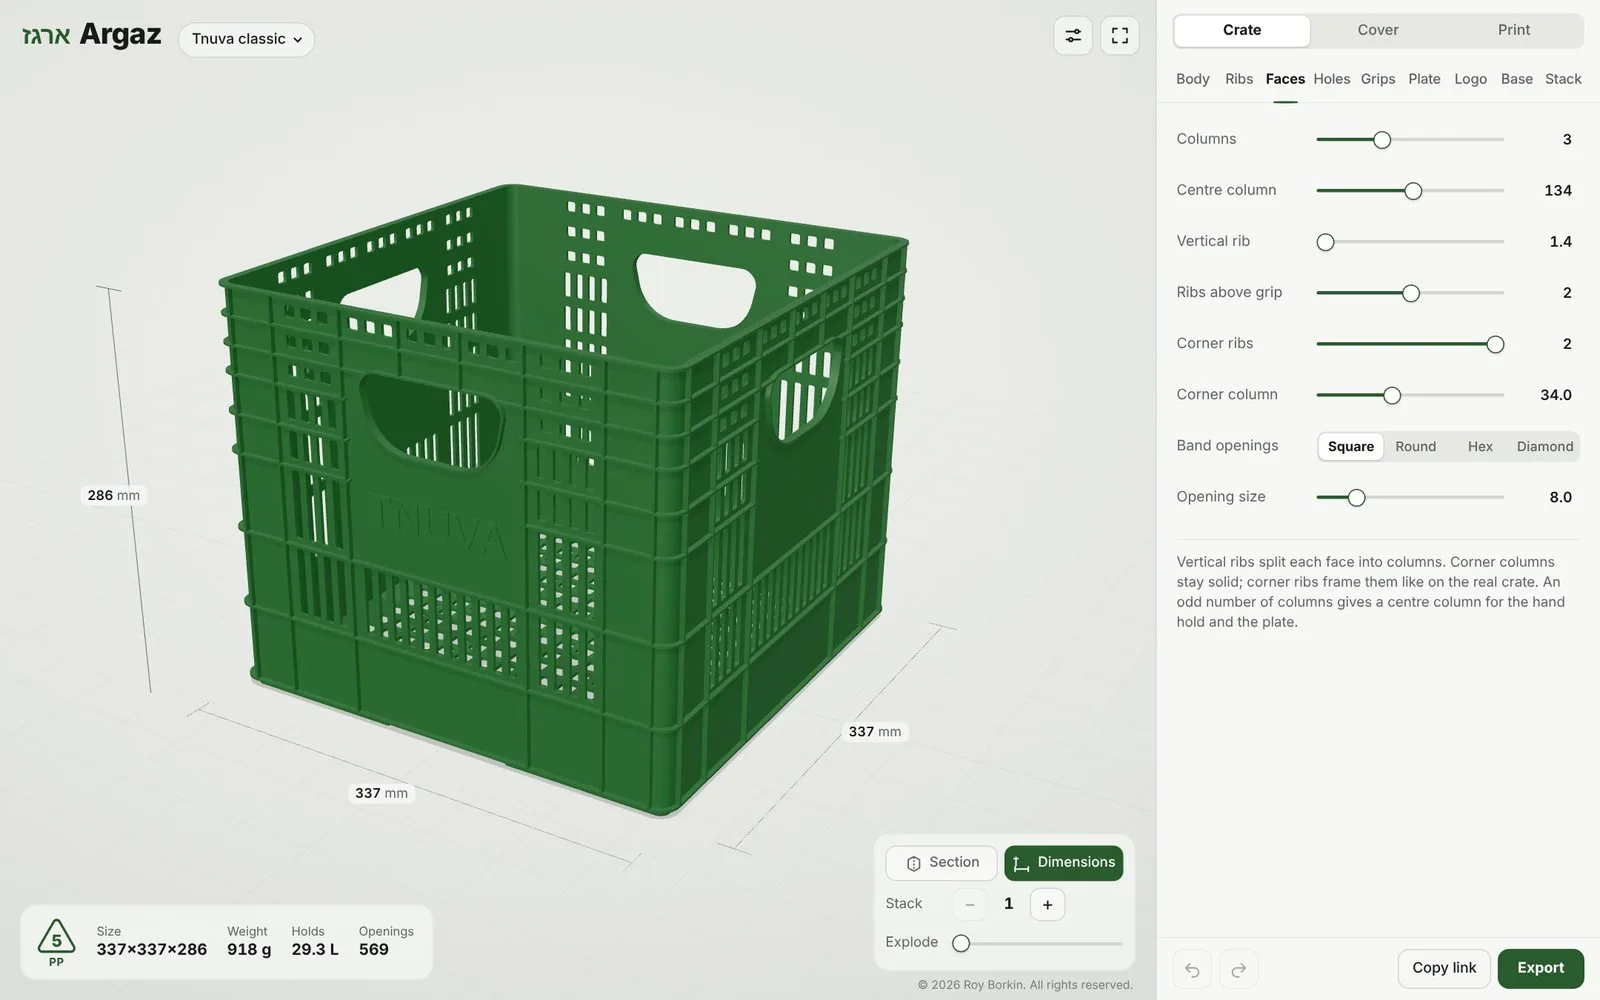 ארגז Argaz
Tnuva classic
Crate Cover Print
Body Ribs Faces Holes Grips Plate Logo Base Stack
Columns 3
Centre column 134
Vertical rib 1.4
Ribs above grip 2
Corner ribs 2
Corner column 34.0
Band openings Square Round Hex Diamond
Opening size 8.0
Vertical ribs split each face into columns. Corner columns
stay solid; corner ribs frame them like on the real crate. An
odd number of columns gives a centre column for the hand
hold and the plate.
286 mm
TNUVA
337 mm
337 mm
Section Dimensions
Stack − 1 +
Explode
5
PP
Size Weight Holds Openings
337×337×286 918 g 29.3 L 569
© 2026 Roy Borkin. All rights reserved.
Copy link Export